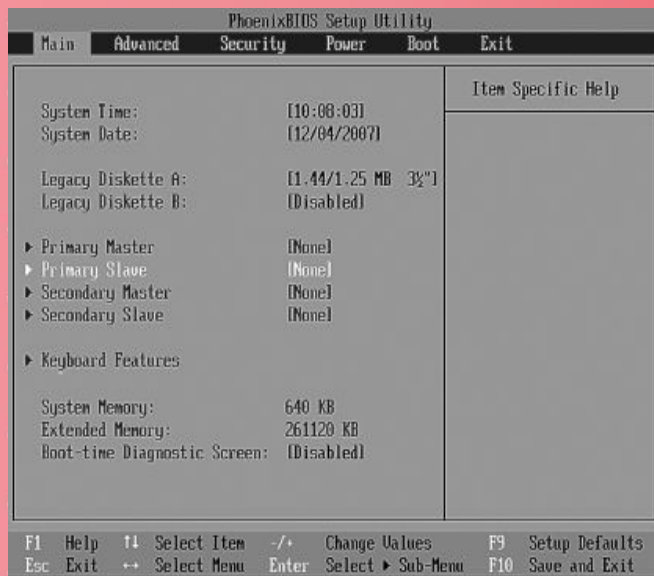 PhoenixBIOS Setup Utility
Main Advanced Security Power Boot Exit
Item Specific Help
System Time: [10:08:03]
System Date: [12/04/2007]
Legacy Diskette A: [1.44/1.25 MB 3½"]
Legacy Diskette B: [Disabled]
▶ Primary Master [None]
▶ Primary Slave [None]
▶ Secondary Master [None]
▶ Secondary Slave [None]
▶ Keyboard Features
System Memory: 640 KB
Extended Memory: 261120 KB
Boot-time Diagnostic Screen: [Disabled]
F1 Help ↑↓ Select Item -/+ Change Values F9 Setup Defaults
Esc Exit ↔ Select Menu Enter Select ▶ Sub-Menu F10 Save and Exit